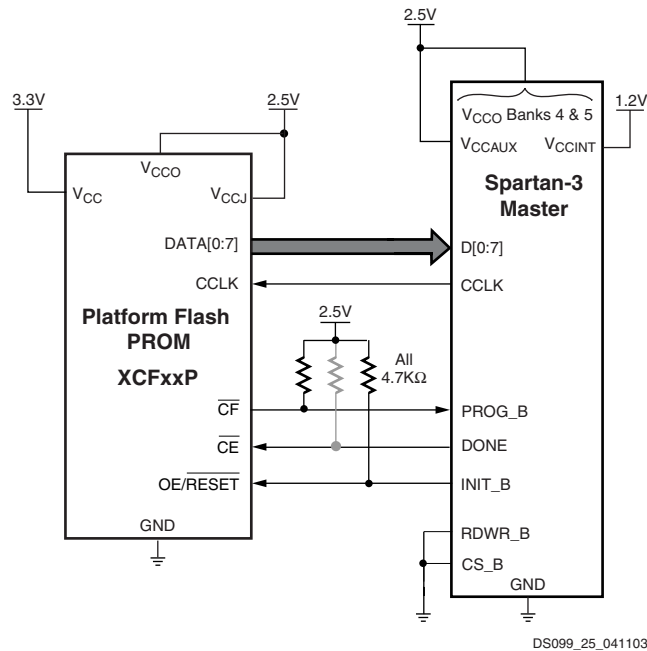 2.5V
3.3V
2.5V
1.2V
VCCO Banks 4 & 5
VCCAUX
VCCINT
VCCO
VCC
VCCJ
Spartan-3
Master
DATA[0:7]
D[0:7]
CCLK
CCLK
Platform Flash
PROM
XCFxxP
2.5V
All
4.7KΩ
CF
PROG_B
CE
DONE
OE/RESET
INIT_B
GND
RDWR_B
CS_B
GND
DS099_25_041103